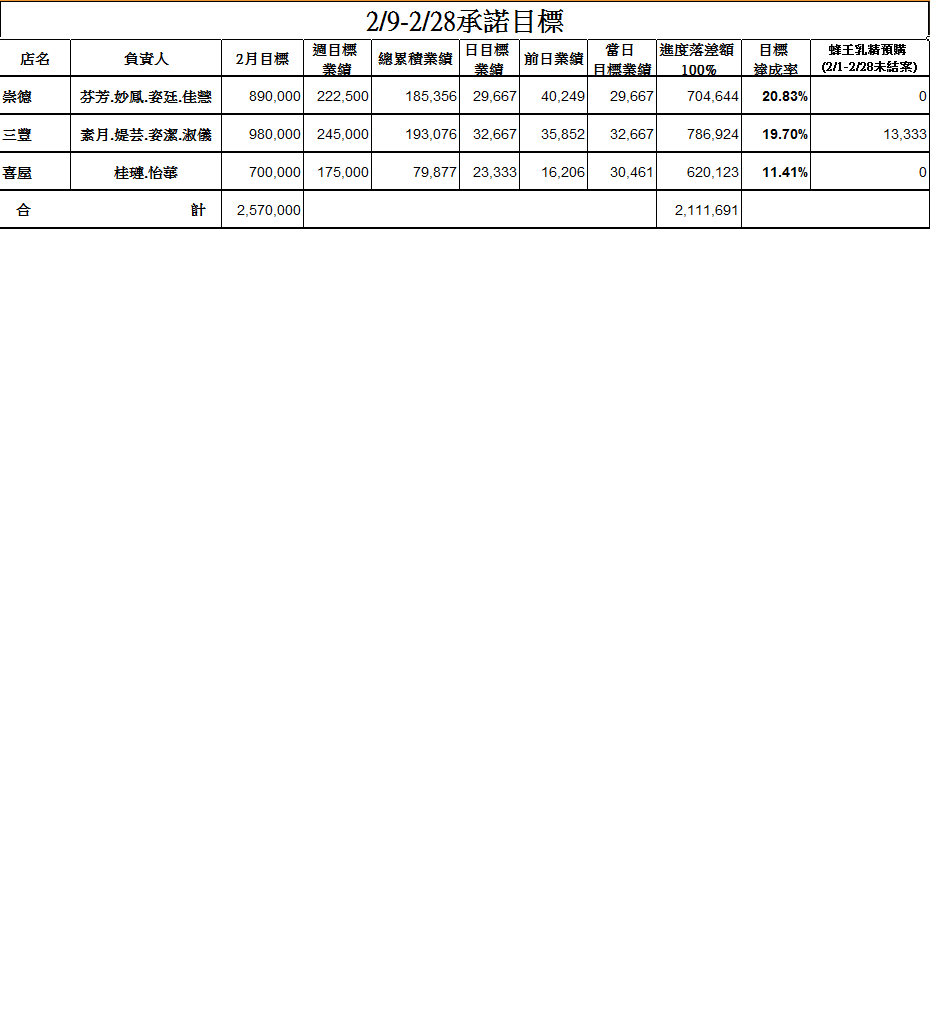 2/9-2/28承諾目標
店名 負責人 2月目標 週目標業績 總累積業績 日目標業績 前日業績 當日目標業績 進度落差額100% 目標達成率 蜂王乳精預購(2/1-2/28未結案)
崇德 芬芳.妙鳳.姿廷.佳慧 890,000 222,500 185,356 29,667 40,249 29,667 704,644 20.83% 0
三豐 素月.媞芸.姿潔.淑儀 980,000 245,000 193,076 32,667 35,852 32,667 786,924 19.70% 13,333
喜屋 桂璉.怡華 700,000 175,000 79,877 23,333 16,206 30,461 620,123 11.41% 0
合計 2,570,000 2,111,691